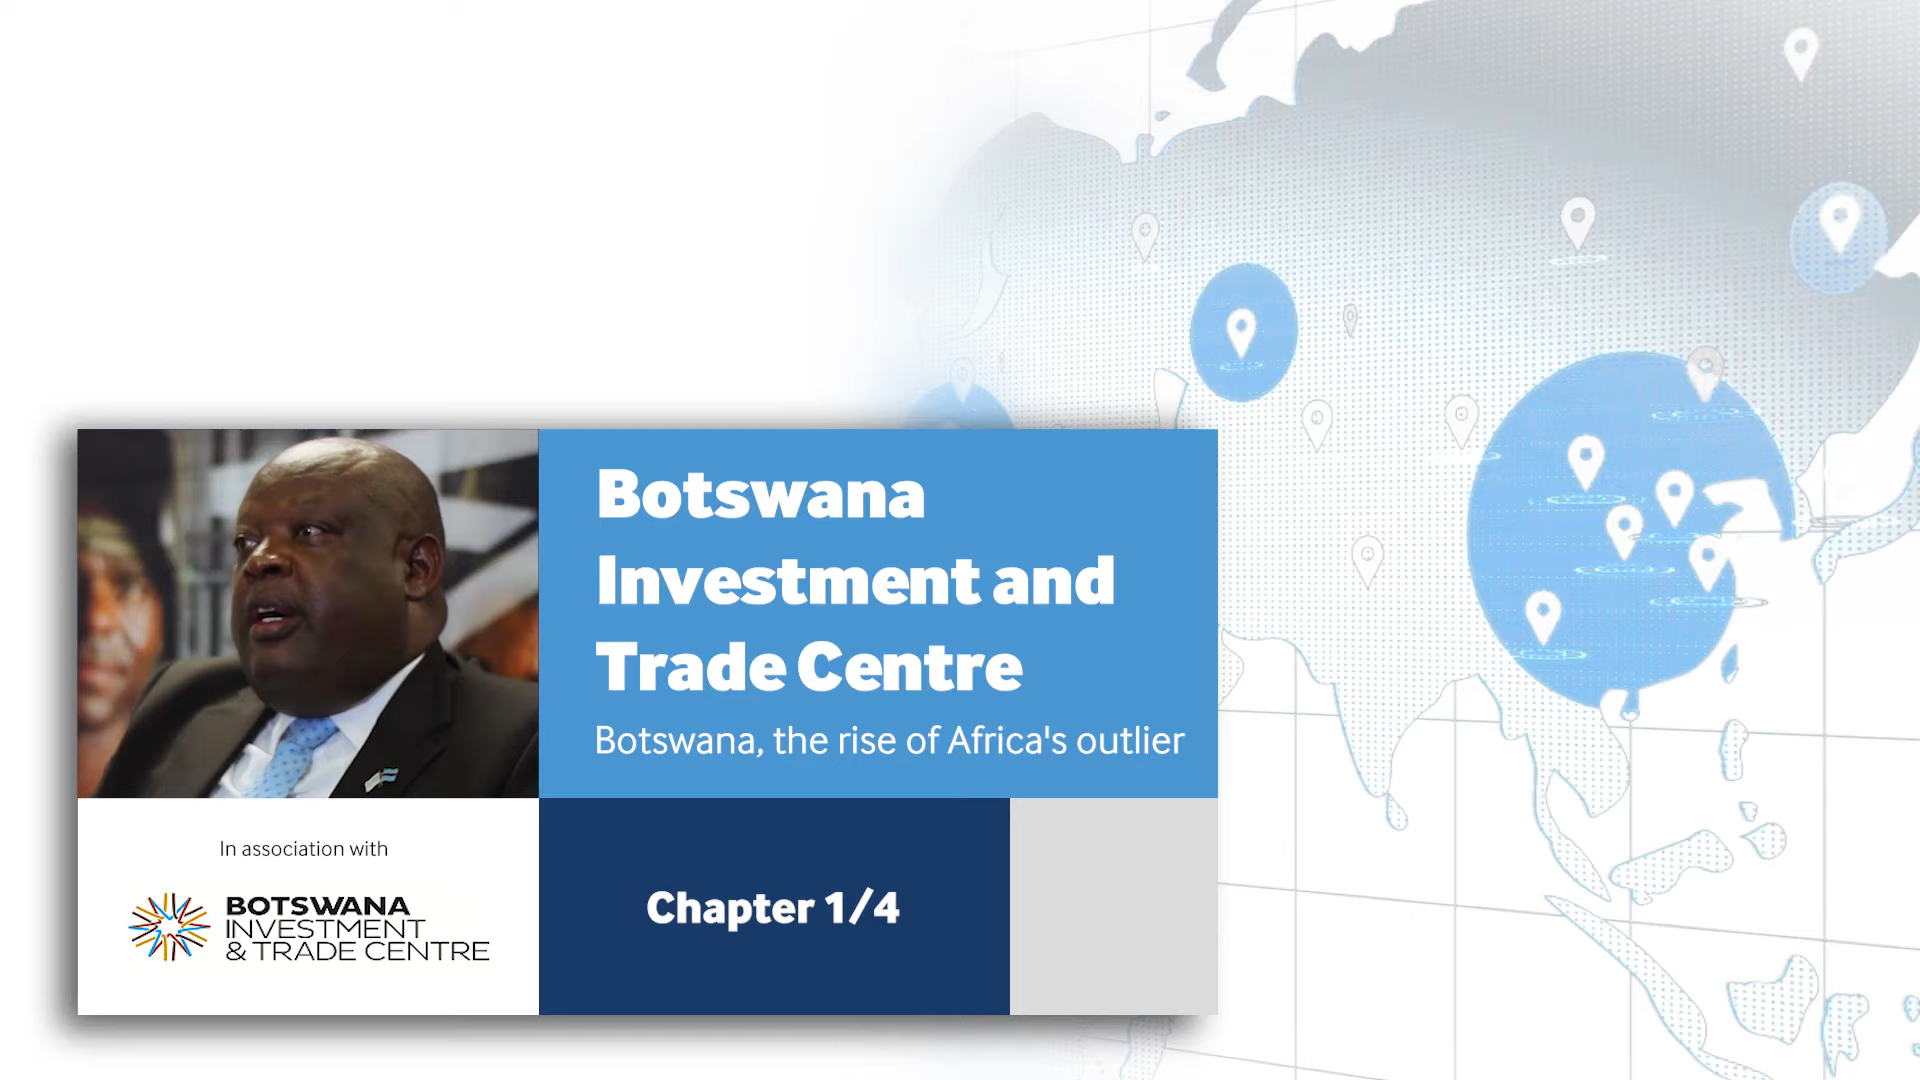 Botswana
Investment and
Trade Centre
Botswana, the rise of Africa's outlier
In association with
BOTSWANA
INVESTMENT
& TRADE CENTRE
Chapter 1/4